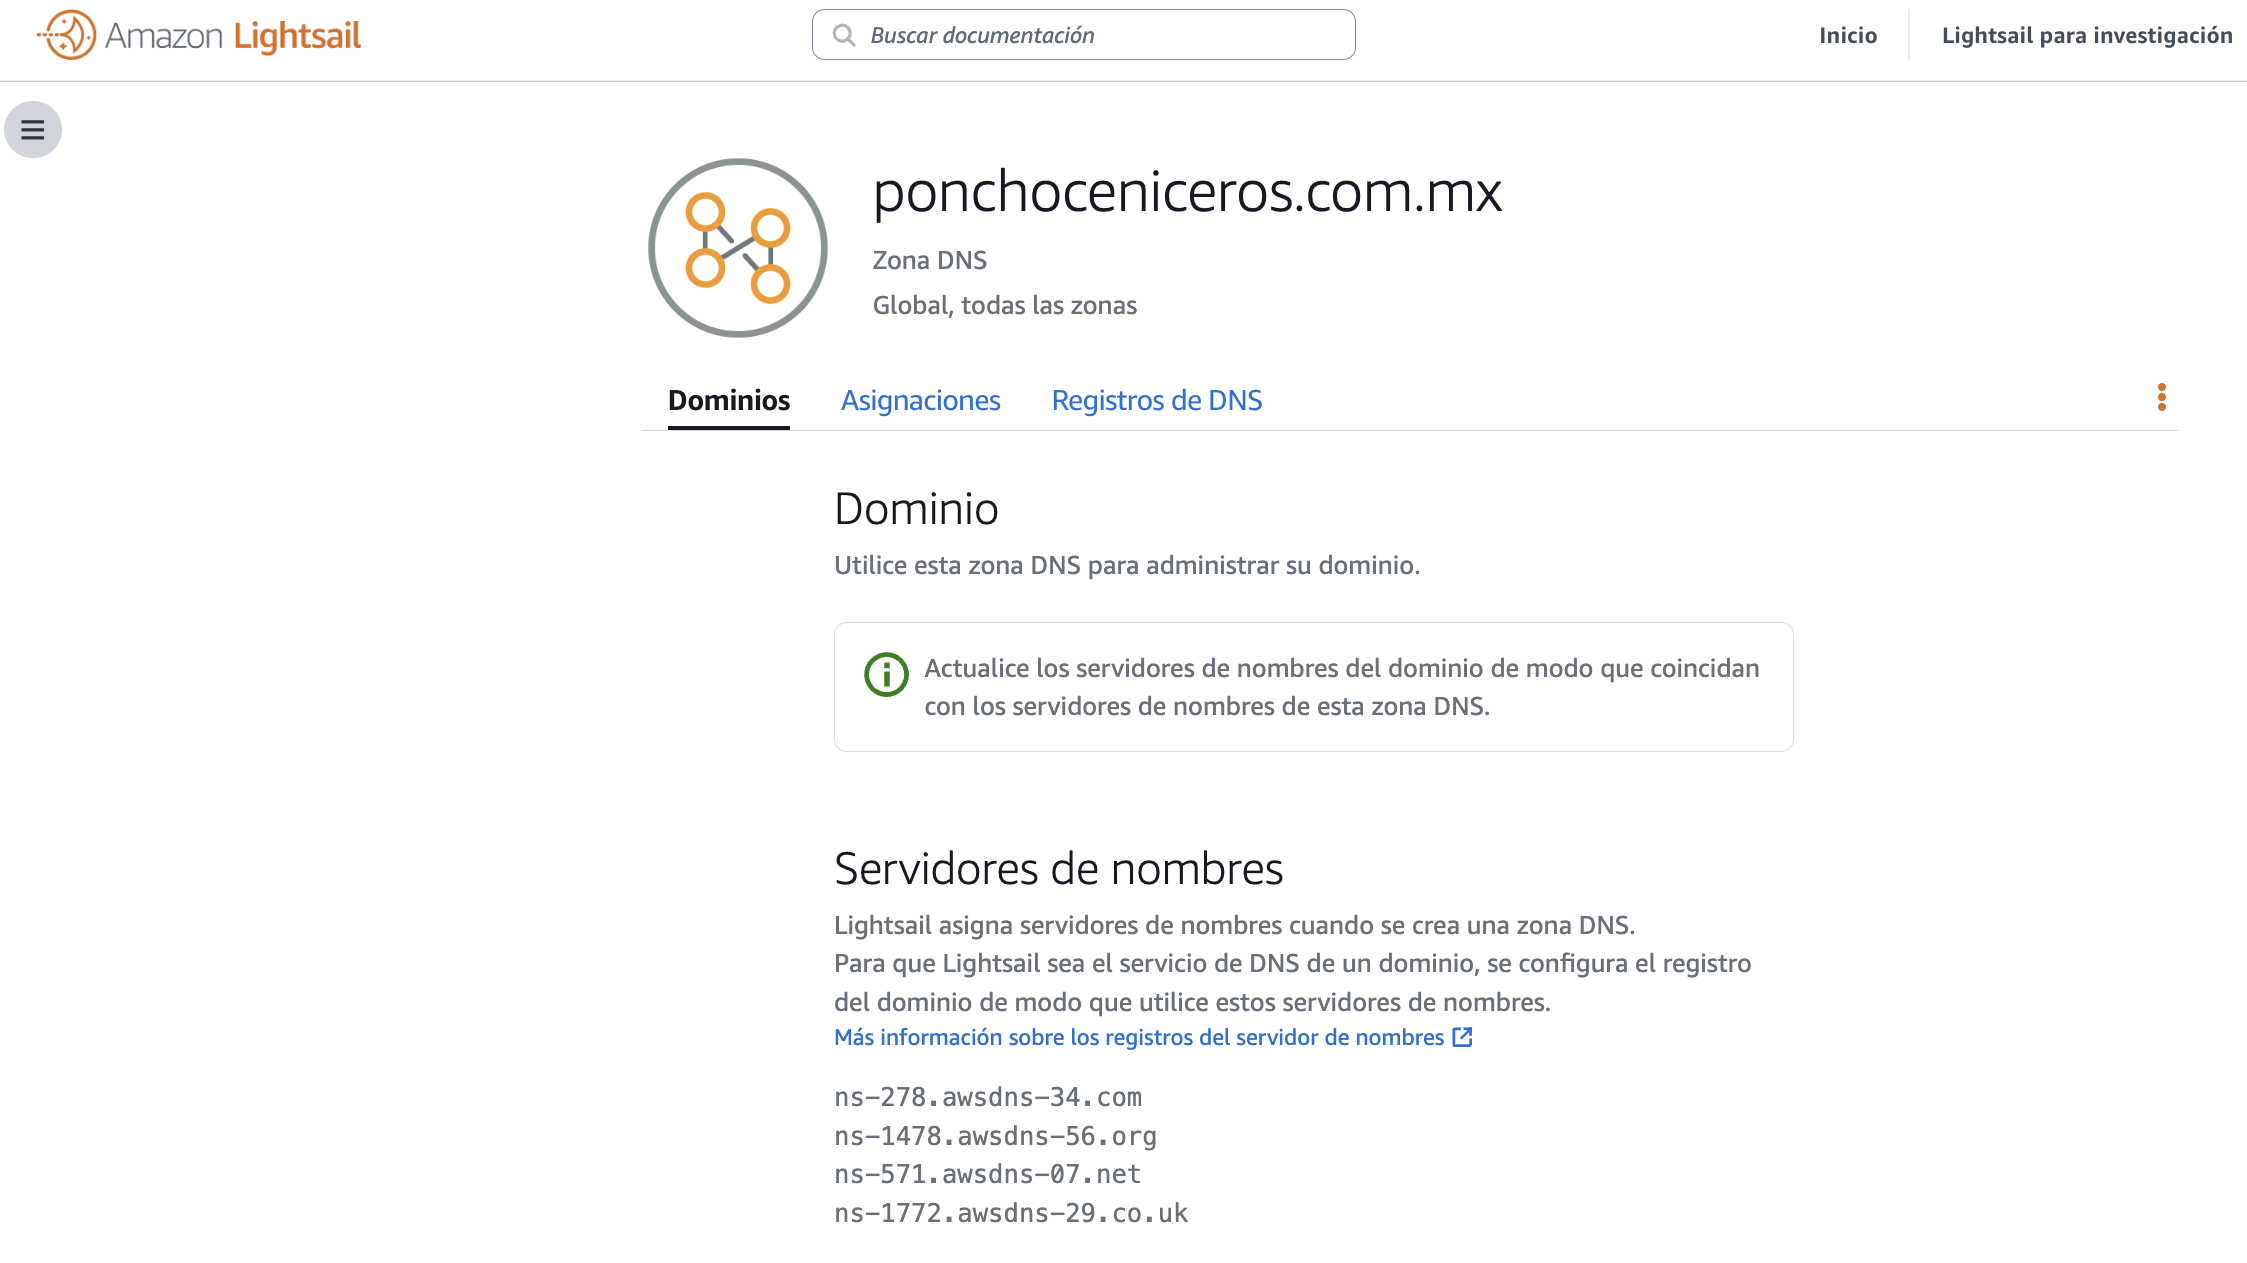 Amazon Lightsail
Buscar documentación
Inicio
Lightsail para investigación
ponchoceniceros.com.mx
Zona DNS
Global, todas las zonas
Dominios
Asignaciones
Registros de DNS
Dominio
Utilice esta zona DNS para administrar su dominio.
Actualice los servidores de nombres del dominio de modo que coincidan
con los servidores de nombres de esta zona DNS.
Servidores de nombres
Lightsail asigna servidores de nombres cuando se crea una zona DNS.
Para que Lightsail sea el servicio de DNS de un dominio, se configura el registro
del dominio de modo que utilice estos servidores de nombres.
Más información sobre los registros del servidor de nombres
ns-278.awsdns-34.com
ns-1478.awsdns-56.org
ns-571.awsdns-07.net
ns-1772.awsdns-29.co.uk